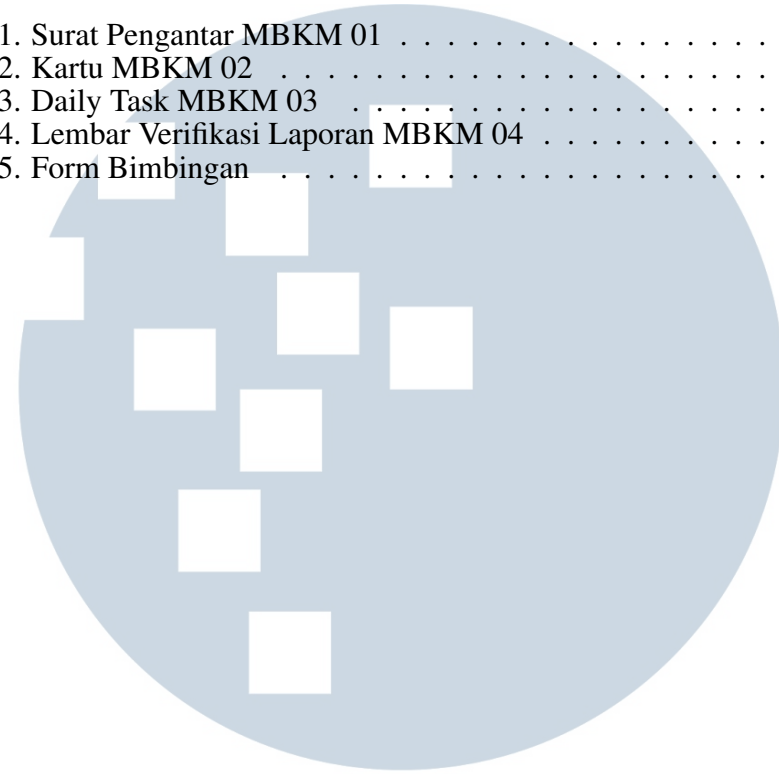 1. Surat Pengantar MBKM 01 . . . . . . . . . . . . . . . .
2. Kartu MBKM 02 . . . . . . . . . . . . . . . . . . . . .
3. Daily Task MBKM 03 . . . . . . . . . . . . . . . . . .
4. Lembar Verifikasi Laporan MBKM 04 . . . . . . . . . .
5. Form Bimbingan . . . . . . . . . . . . . . . . . . . . .